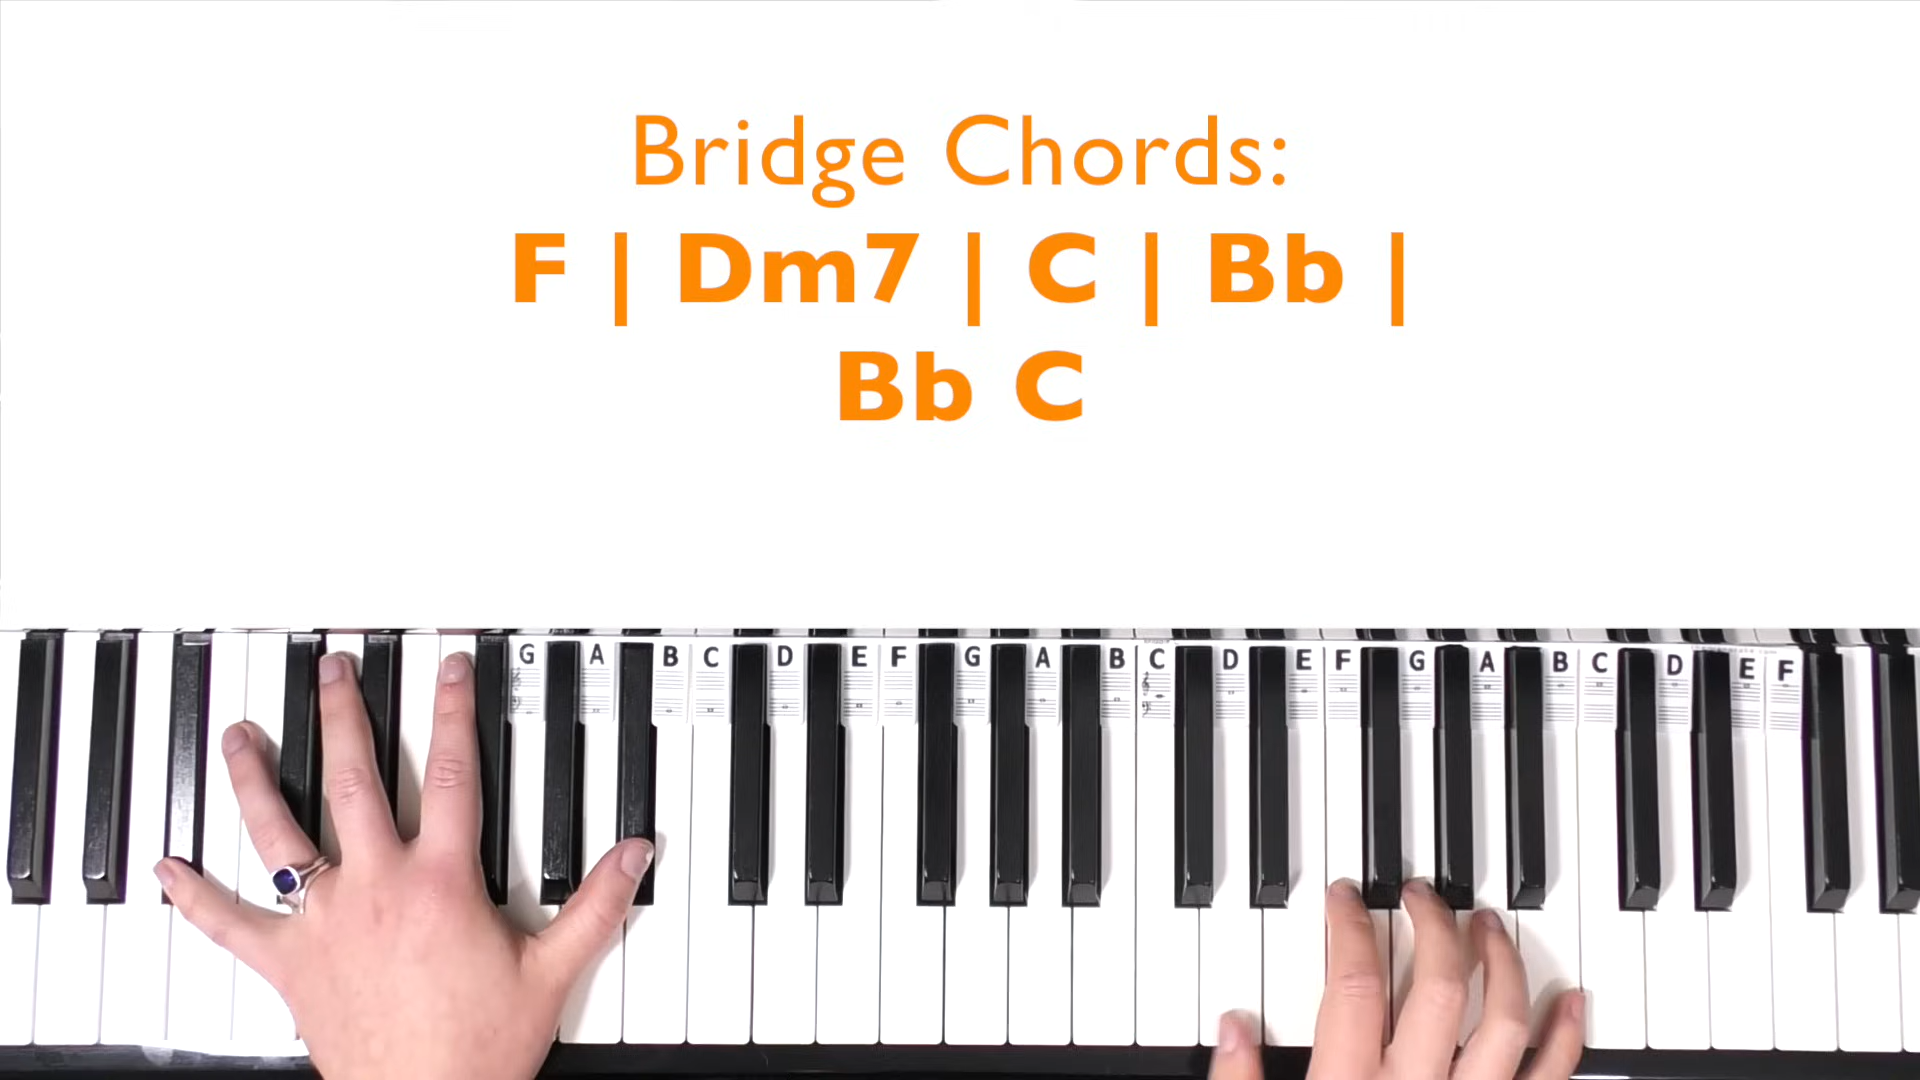 Bridge Chords:
F | Dm7 | C | Bb |
Bb C
G A B C D E F G A B C D E F G A B C D E F